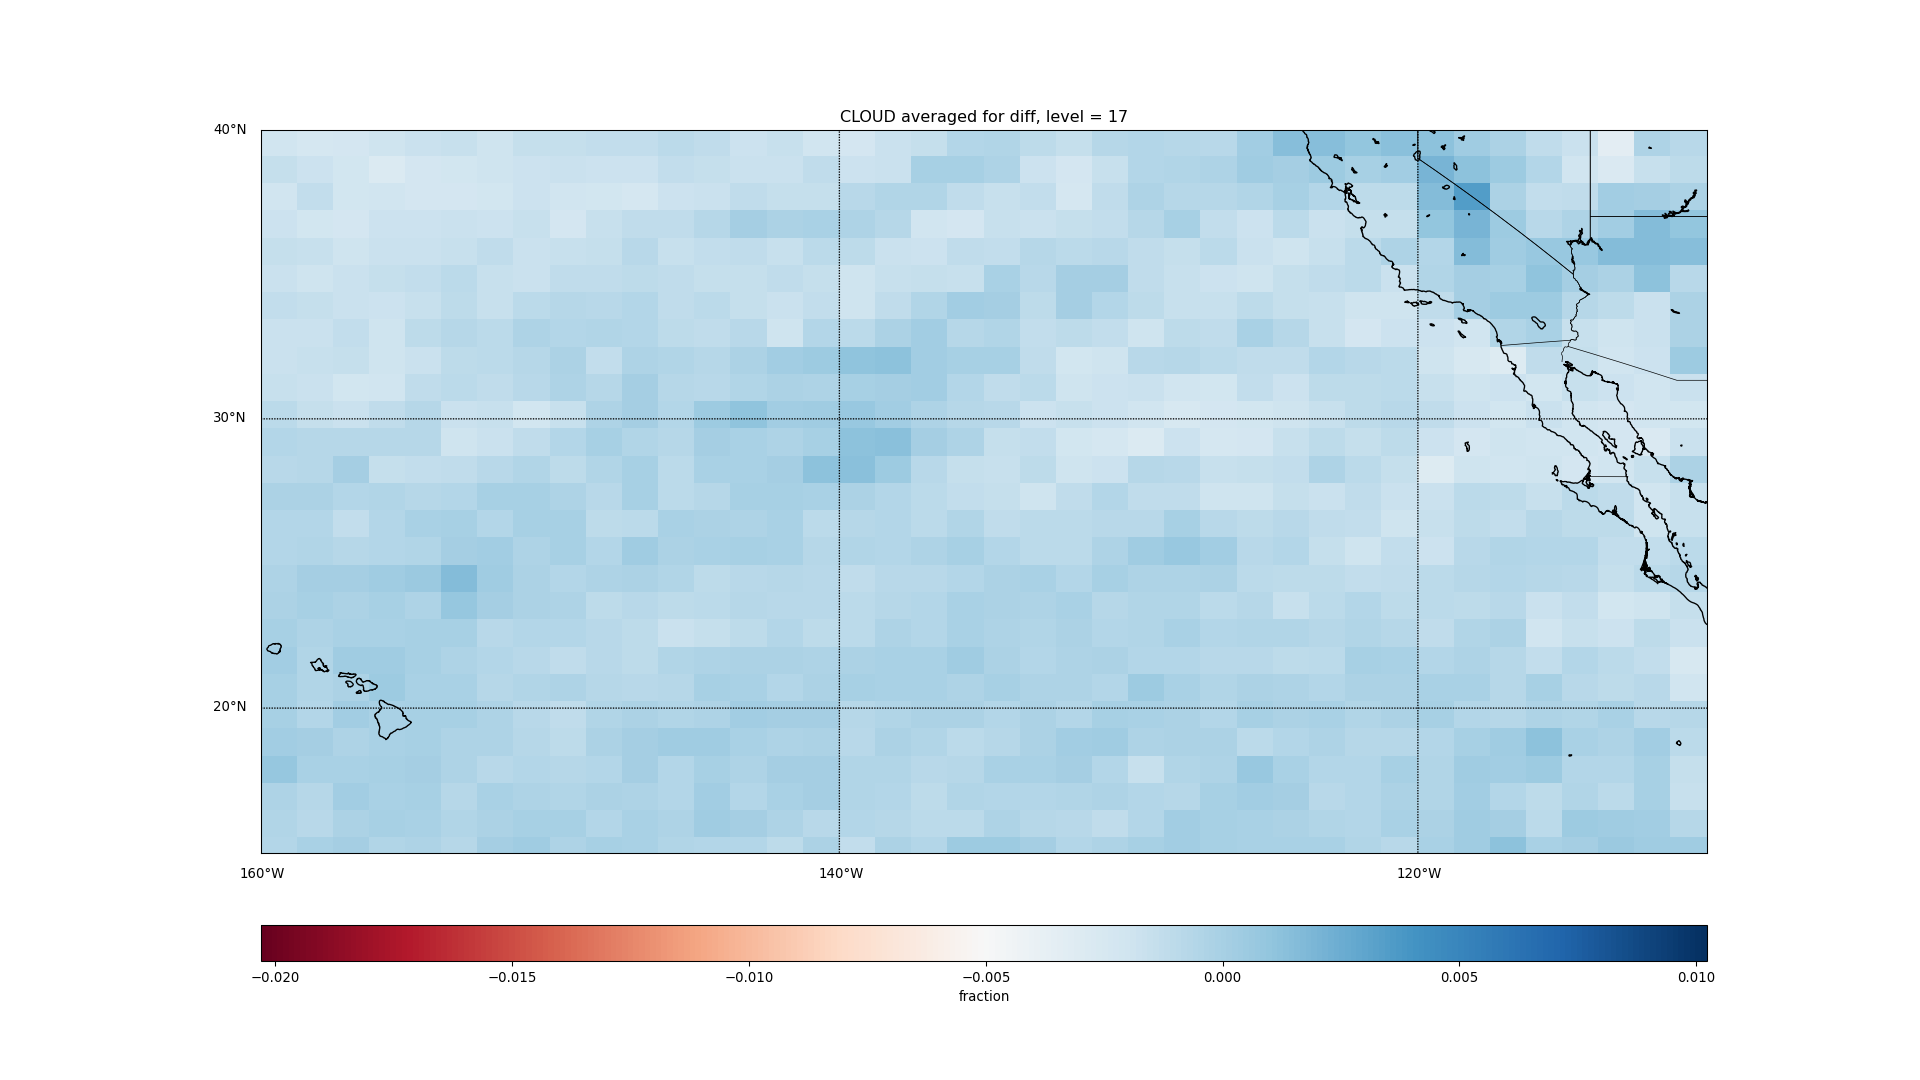 CLOUD averaged for diff, level = 17
40°N
30°N
20°N
160°W 140°W 120°W
−0.020 −0.015 −0.010 −0.005 0.000 0.005 0.010
fraction